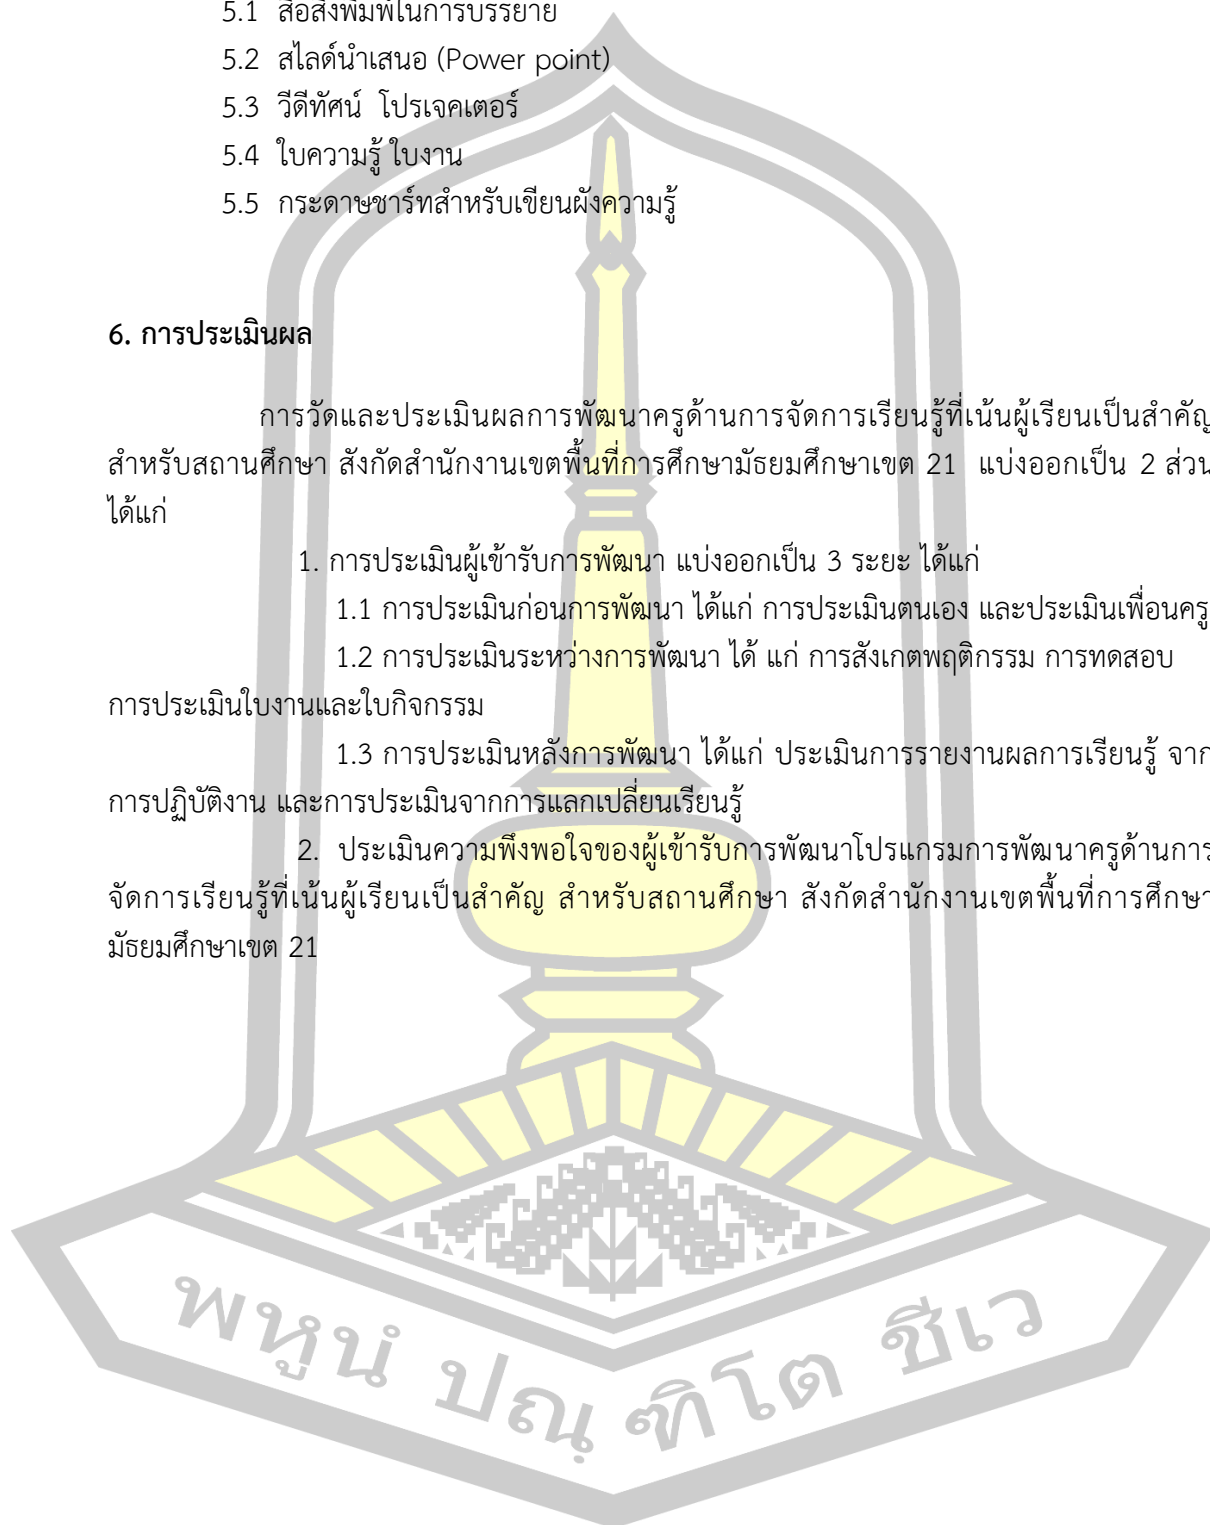 5.1 สื่อสิ่งพิมพ์ในการบรรยาย
5.2 สไลด์นำเสนอ (Power point)
5.3 วีดีทัศน์ โปรเจคเตอร์
5.4 ใบความรู้ ใบงาน
5.5 กระดาษชาร์ทสำหรับเขียนผังความรู้
6. การประเมินผล
การวัดและประเมินผลการพัฒนาครูด้านการจัดการเรียนรู้ที่เน้นผู้เรียนเป็นสำคัญ
สำหรับสถานศึกษา สังกัดสำนักงานเขตพื้นที่การศึกษามัธยมศึกษาเขต 21 แบ่งออกเป็น 2 ส่วน
ได้แก่
1. การประเมินผู้เข้ารับการพัฒนา แบ่งออกเป็น 3 ระยะ ได้แก่
1.1 การประเมินก่อนการพัฒนา ได้แก่ การประเมินตนเอง และประเมินเพื่อนครู
1.2 การประเมินระหว่างการพัฒนา ได้ แก่ การสังเกตพฤติกรรม การทดสอบ
การประเมินใบงานและใบกิจกรรม
1.3 การประเมินหลังการพัฒนา ได้แก่ ประเมินการรายงานผลการเรียนรู้ จาก
การปฏิบัติงาน และการประเมินจากการแลกเปลี่ยนเรียนรู้
2. ประเมินความพึงพอใจของผู้เข้ารับการพัฒนาโปรแกรมการพัฒนาครูด้านการ
จัดการเรียนรู้ที่เน้นผู้เรียนเป็นสำคัญ สำหรับสถานศึกษา สังกัดสำนักงานเขตพื้นที่การศึกษา
มัธยมศึกษาเขต 21
พหูนํ ปณฺฑิโต ชีเว